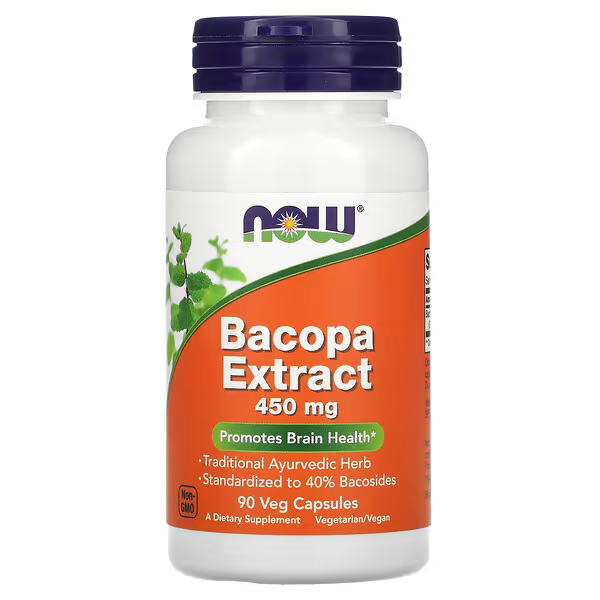 now®
Bacopa
Extract
450 mg
Promotes Brain Health*
•Traditional Ayurvedic Herb
•Standardized to 40% Bacosides
90 Veg Capsules
Non-
GMO
A Dietary Supplement Vegetarian/Vegan